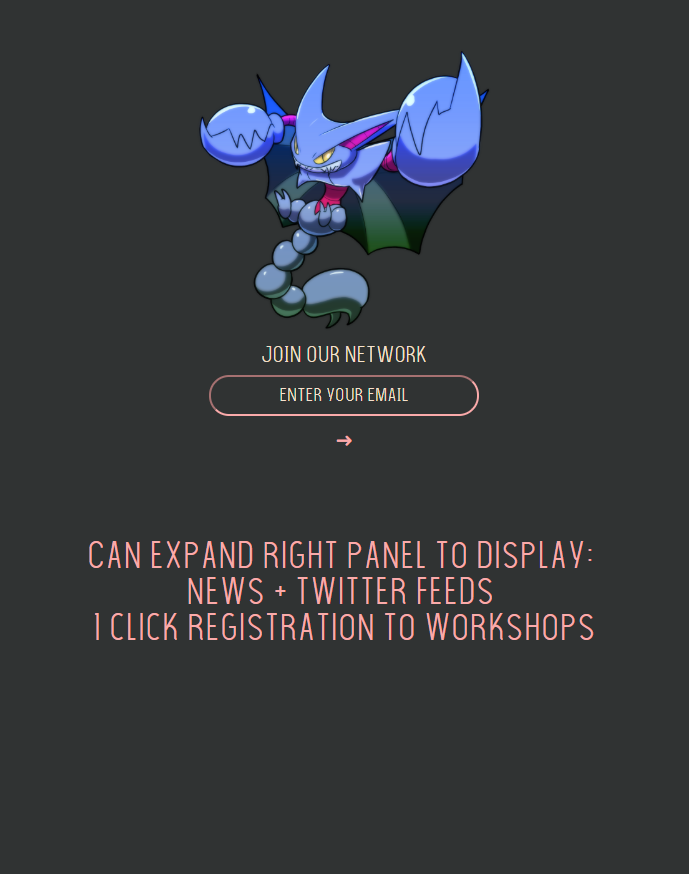 JOIN OUR NETWORK
ENTER YOUR EMAIL
➔
CAN EXPAND RIGHT PANEL TO DISPLAY:
NEWS + TWITTER FEEDS
1 CLICK REGISTRATION TO WORKSHOPS